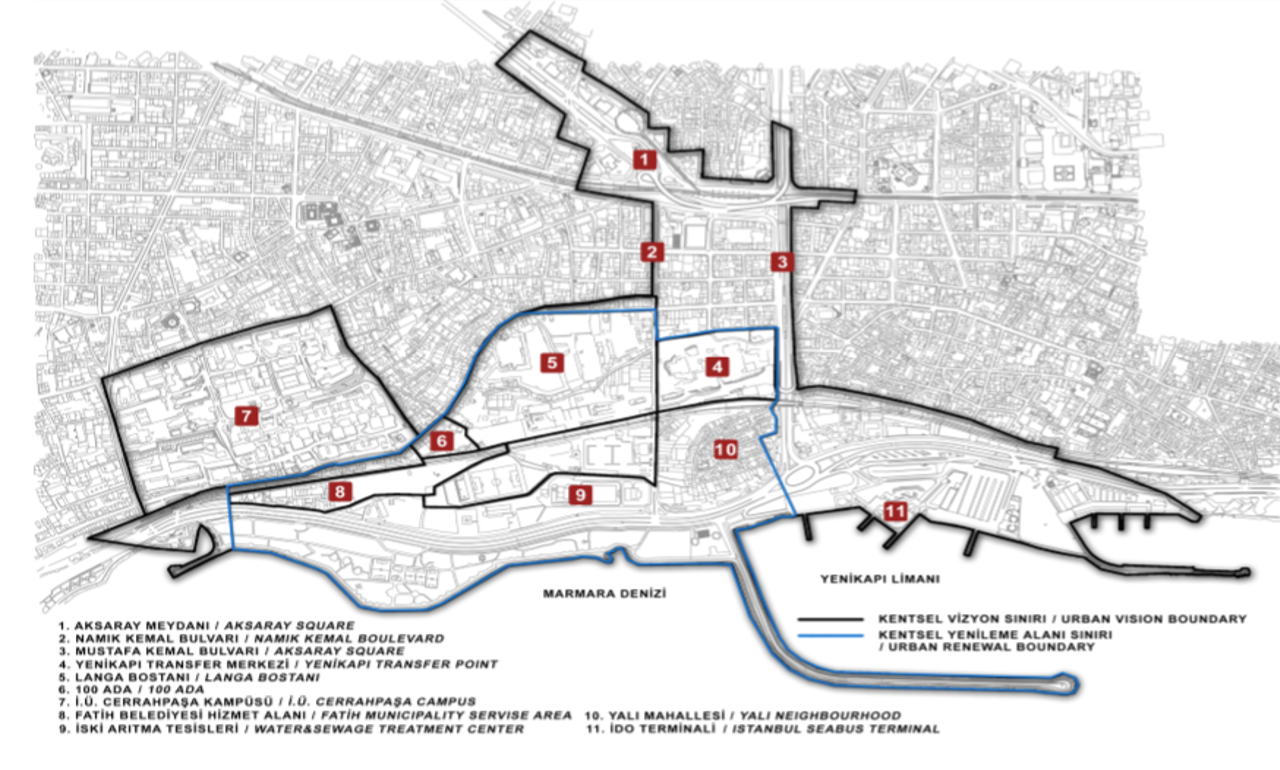 1
2
3
5
4
7
6
10
8
9
11
YENİKAPI LİMANI
MARMARA DENİZİ
KENTSEL VİZYON SINIRI / URBAN VISION BOUNDARY
KENTSEL YENİLEME ALANI SINIRI
/ URBAN RENEWAL BOUNDARY
1. AKSARAY MEYDANI / AKSARAY SQUARE
2. NAMIK KEMAL BULVARI / NAMIK KEMAL BOULEVARD
3. MUSTAFA KEMAL BULVARI / AKSARAY SQUARE
4. YENİKAPI TRANSFER MERKEZİ / YENİKAPI TRANSFER POINT
5. LANGA BOSTANI / LANGA BOSTANI
6. 100 ADA / 100 ADA
7. İ.Ü. CERRAHPAŞA KAMPÜSÜ / İ.Ü. CERRAHPAŞA CAMPUS
8. FATİH BELEDİYESİ HİZMET ALANI / FATİH MUNICIPALITY SERVISE AREA
9. İSKİ ARITMA TESİSLERİ / WATER&SEWAGE TREATMENT CENTER
10. YALI MAHALLESİ / YALI NEIGHBOURHOOD
11. İDO TERMİNALİ / ISTANBUL SEABUS TERMINAL